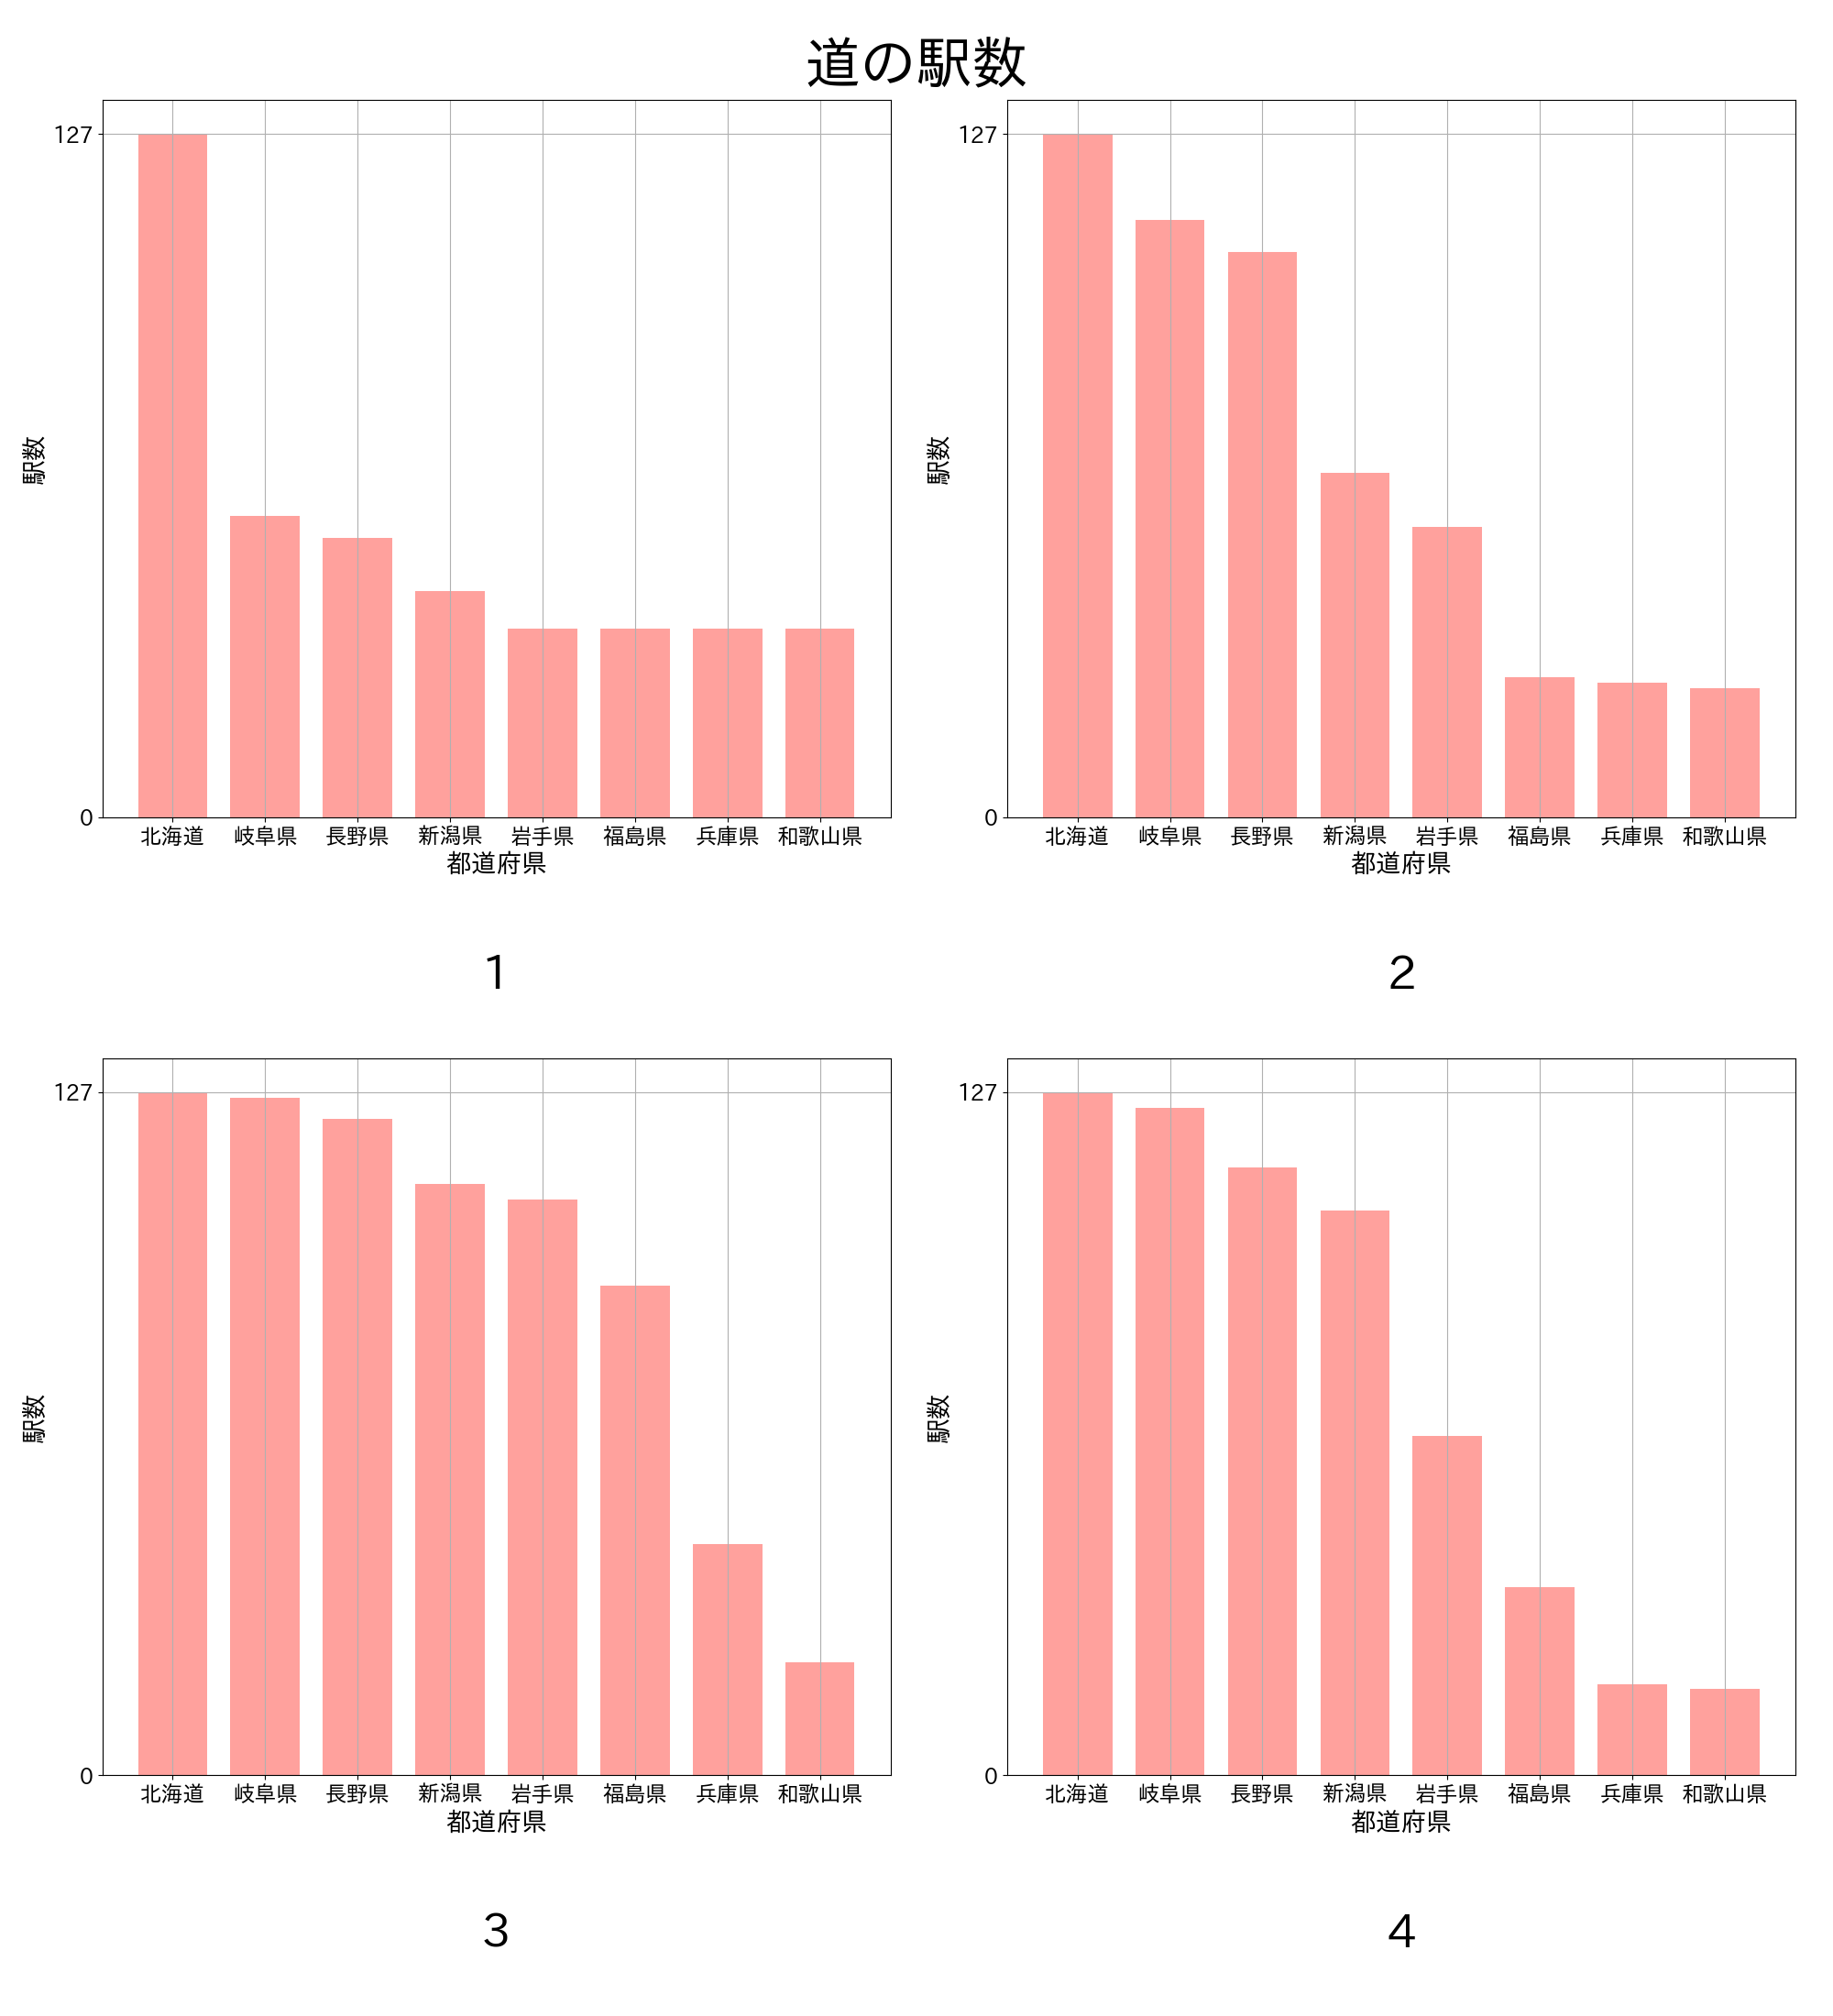 道の駅数
127
駅数
0
北海道 岐阜県 長野県 新潟県 岩手県 福島県 兵庫県 和歌山県
都道府県
1
127
駅数
0
北海道 岐阜県 長野県 新潟県 岩手県 福島県 兵庫県 和歌山県
都道府県
2
127
駅数
0
北海道 岐阜県 長野県 新潟県 岩手県 福島県 兵庫県 和歌山県
都道府県
3
127
駅数
0
北海道 岐阜県 長野県 新潟県 岩手県 福島県 兵庫県 和歌山県
都道府県
4